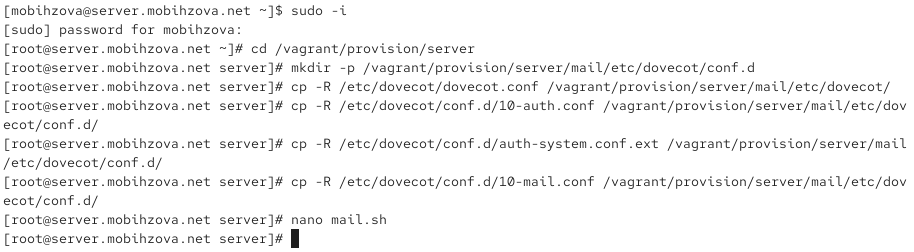 [mobihzova@server.mobihzova.net ~]$ sudo -i
[sudo] password for mobihzova:
[root@server.mobihzova.net ~]# cd /vagrant/provision/server
[root@server.mobihzova.net server]# mkdir -p /vagrant/provision/server/mail/etc/dovecot/conf.d
[root@server.mobihzova.net server]# cp -R /etc/dovecot/dovecot.conf /vagrant/provision/server/mail/etc/dovecot/
[root@server.mobihzova.net server]# cp -R /etc/dovecot/conf.d/10-auth.conf /vagrant/provision/server/mail/etc/dov
ecot/conf.d/
[root@server.mobihzova.net server]# cp -R /etc/dovecot/conf.d/auth-system.conf.ext /vagrant/provision/server/mail
/etc/dovecot/conf.d/
[root@server.mobihzova.net server]# cp -R /etc/dovecot/conf.d/10-mail.conf /vagrant/provision/server/mail/etc/dov
ecot/conf.d/
[root@server.mobihzova.net server]# nano mail.sh
[root@server.mobihzova.net server]#